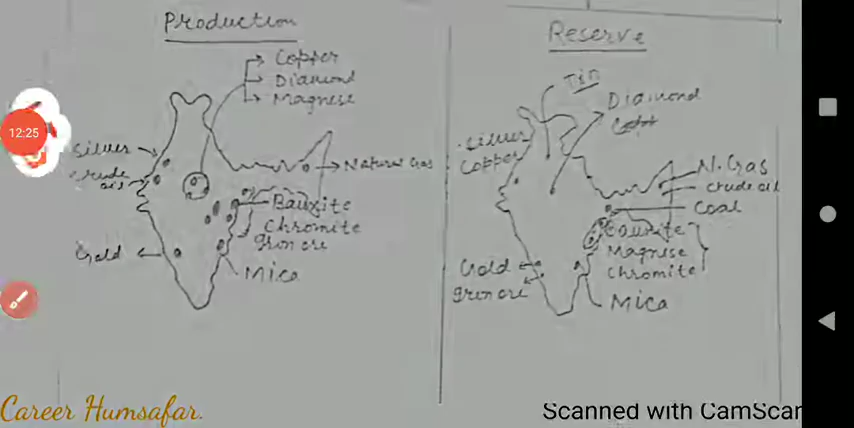 Production
Copper
Diamond
Magnese
12:25
Silver
crude
oil
Natural Gas
Bauxite
Chromite
Iron ore
Gold
Mica
Reserve
Tin
Diamond
Silver
Copper
N. Gas
crude oil
Coal
Bauxite
Magnese
Chromite
Gold
Iron ore
Mica
Career Humsafar.
Scanned with CamScan